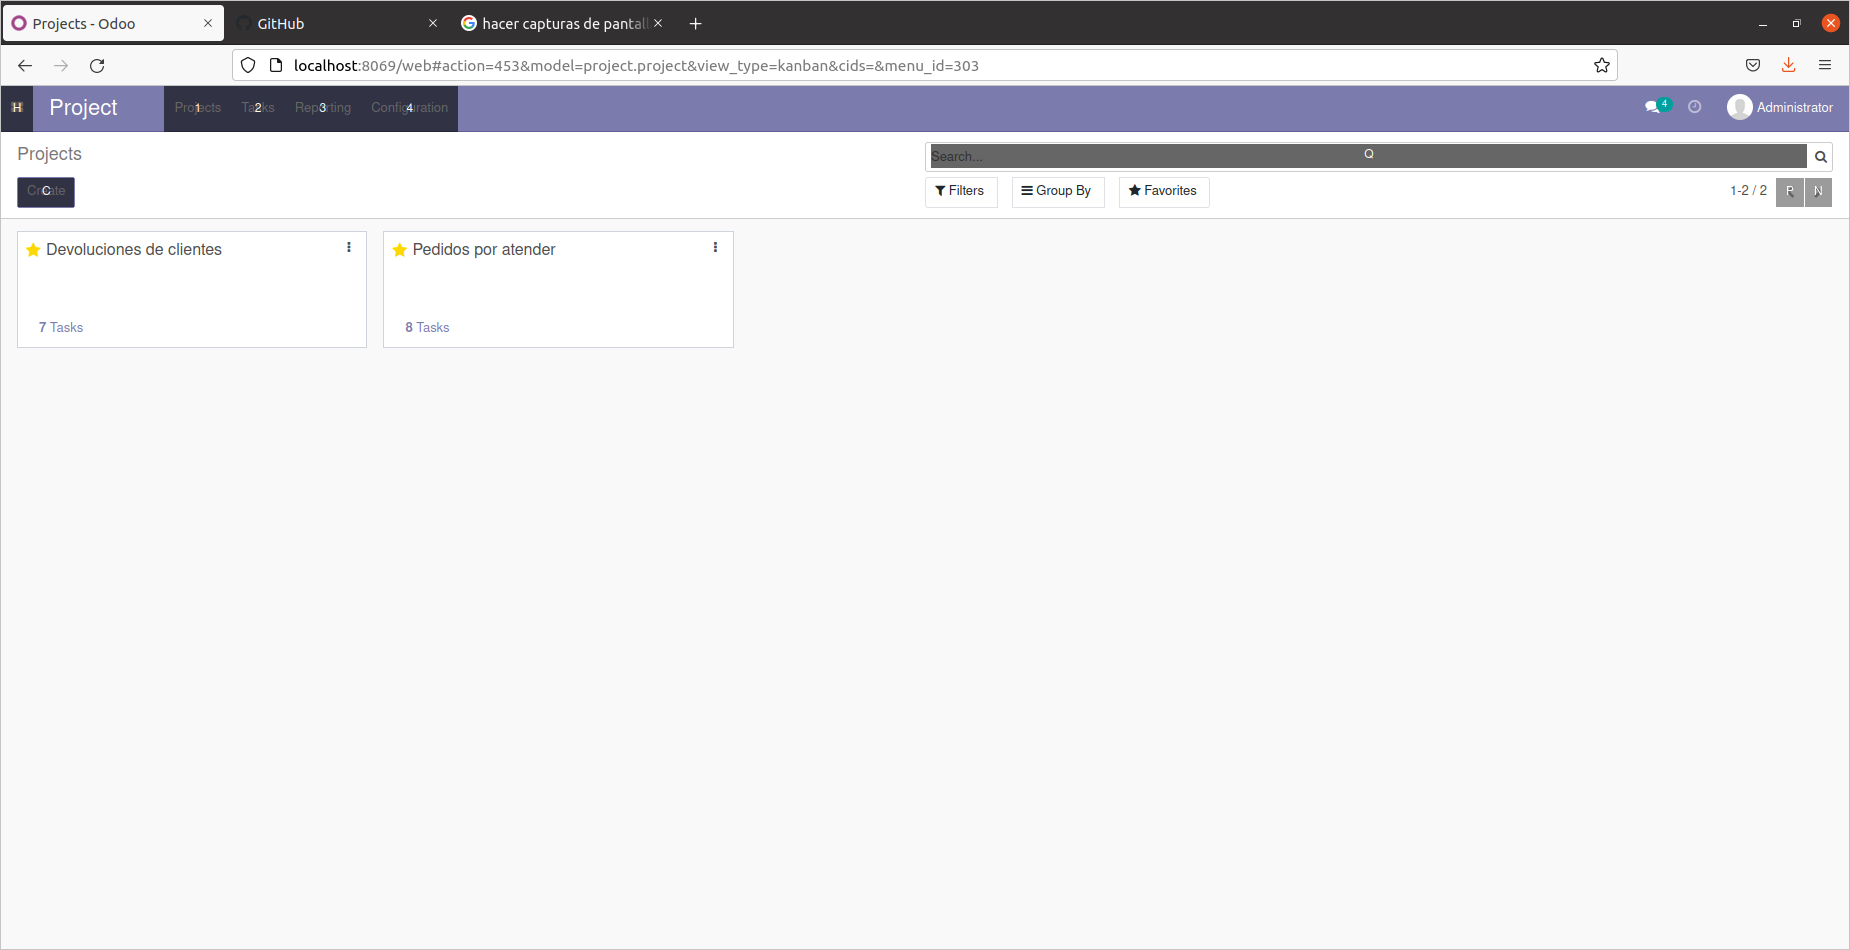 Projects - Odoo
GitHub
hacer capturas de pantall
localhost:8069/web#action=453&model=project.project&view_type=kanban&cids=&menu_id=303
H
Project
Projects 1
Tasks 2
Reporting 3
Configuration 4
4
Administrator
Projects
Search...
Q
Create C
Filters
Group By
Favorites
1-2 / 2
P
N
Devoluciones de clientes
Pedidos por atender
7 Tasks
8 Tasks